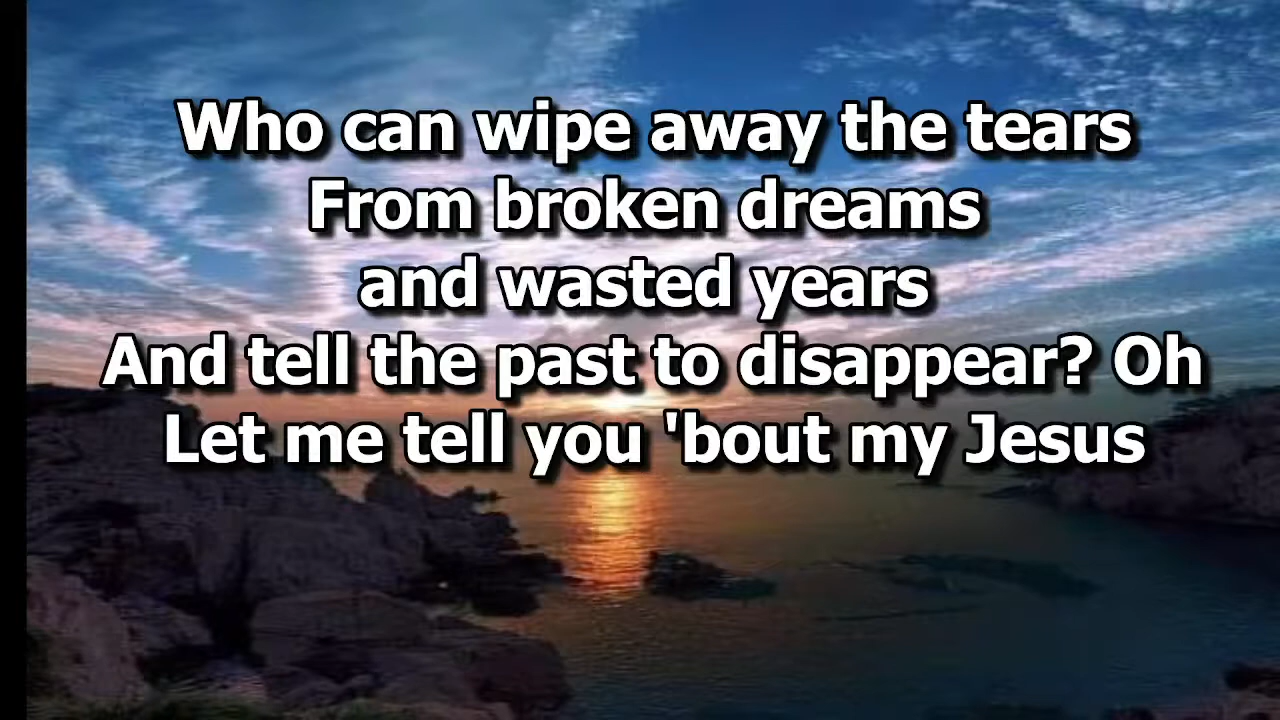 Who can wipe away the tears
From broken dreams
and wasted years
And tell the past to disappear? Oh
Let me tell you 'bout my Jesus